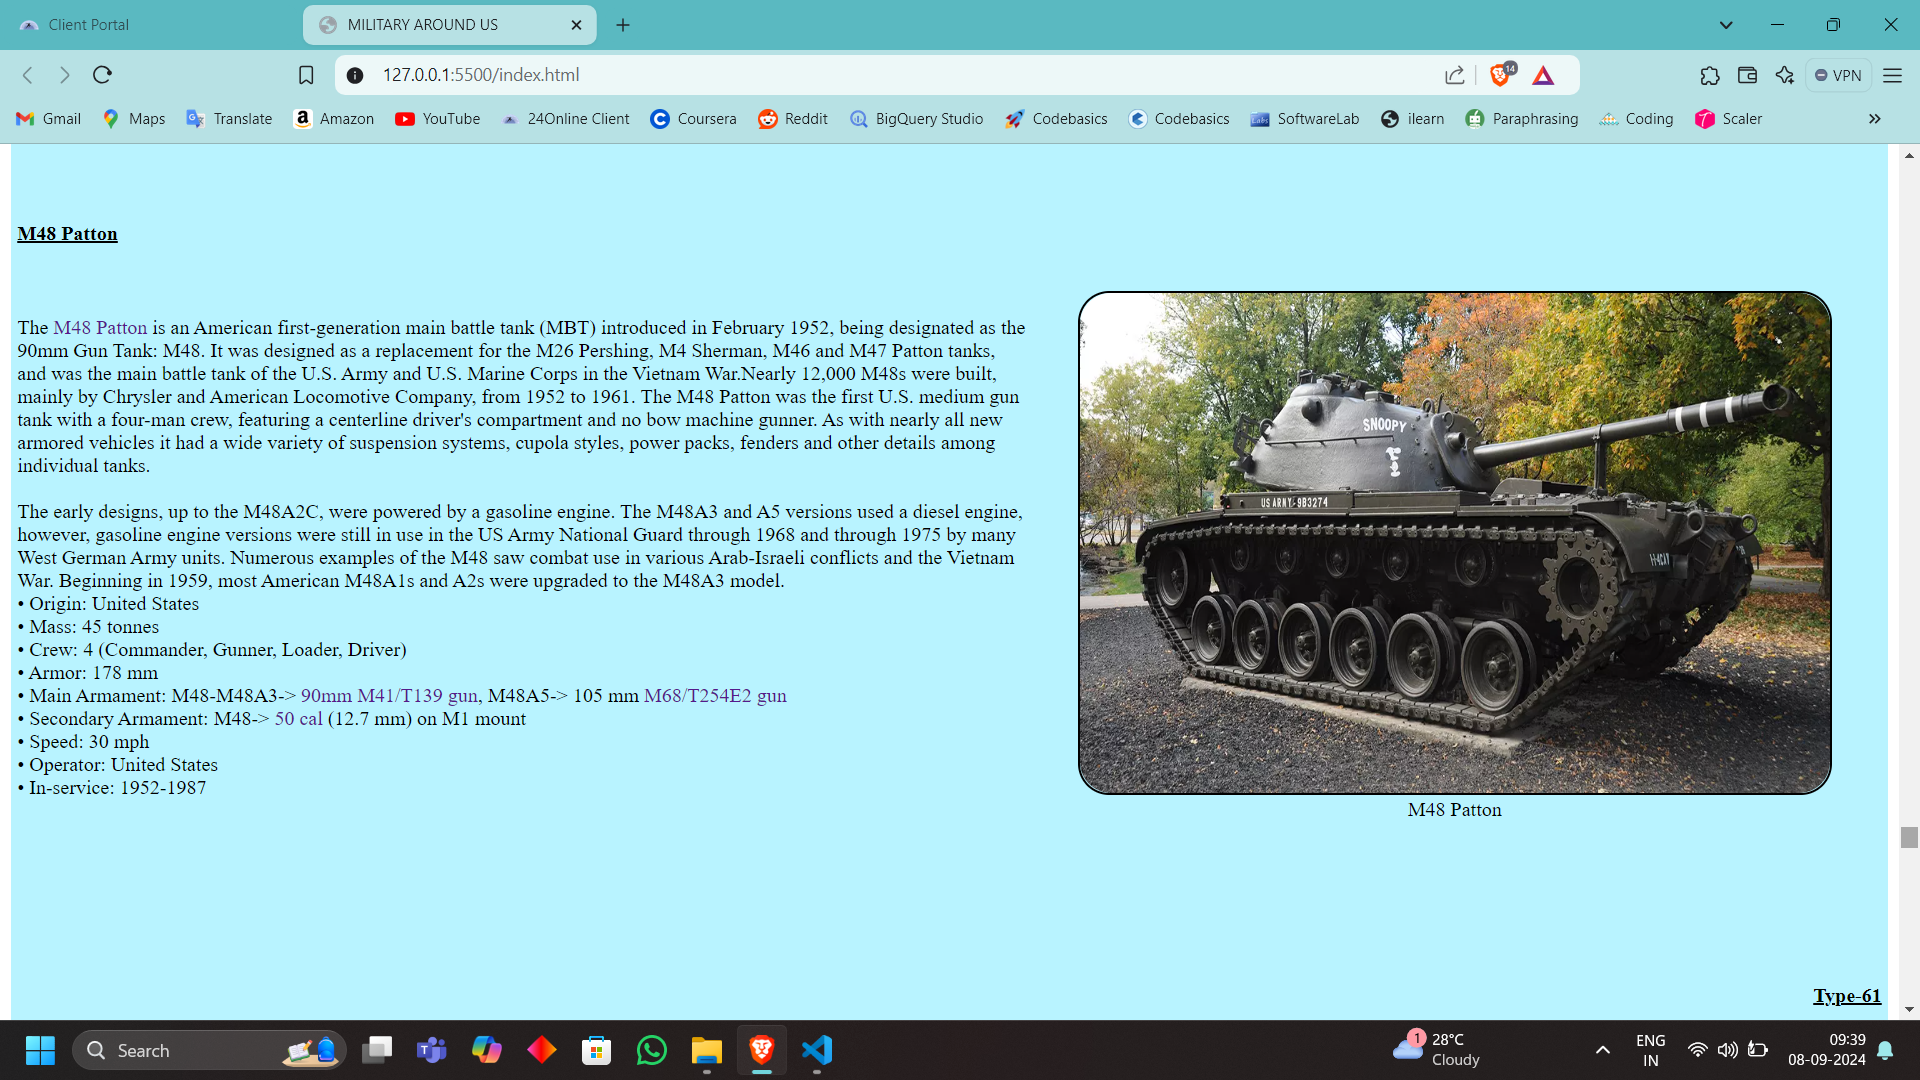 Client Portal
MILITARY AROUND US
127.0.0.1:5500/index.html
14
VPN
Gmail
Maps
Translate
Amazon
YouTube
24Online Client
Coursera
Reddit
BigQuery Studio
Codebasics
Codebasics
SoftwareLab
ilearn
Paraphrasing
Coding
Scaler
M48 Patton
The M48 Patton is an American first-generation main battle tank (MBT) introduced in February 1952, being designated as the
90mm Gun Tank: M48. It was designed as a replacement for the M26 Pershing, M4 Sherman, M46 and M47 Patton tanks,
and was the main battle tank of the U.S. Army and U.S. Marine Corps in the Vietnam War.Nearly 12,000 M48s were built,
mainly by Chrysler and American Locomotive Company, from 1952 to 1961. The M48 Patton was the first U.S. medium gun
tank with a four-man crew, featuring a centerline driver's compartment and no bow machine gunner. As with nearly all new
armored vehicles it had a wide variety of suspension systems, cupola styles, power packs, fenders and other details among
individual tanks.
The early designs, up to the M48A2C, were powered by a gasoline engine. The M48A3 and A5 versions used a diesel engine,
however, gasoline engine versions were still in use in the US Army National Guard through 1968 and through 1975 by many
West German Army units. Numerous examples of the M48 saw combat use in various Arab-Israeli conflicts and the Vietnam
War. Beginning in 1959, most American M48A1s and A2s were upgraded to the M48A3 model.
• Origin: United States
• Mass: 45 tonnes
• Crew: 4 (Commander, Gunner, Loader, Driver)
• Armor: 178 mm
• Main Armament: M48-M48A3-> 90mm M41/T139 gun, M48A5-> 105 mm M68/T254E2 gun
• Secondary Armament: M48-> 50 cal (12.7 mm) on M1 mount
• Speed: 30 mph
• Operator: United States
• In-service: 1952-1987
SNOOPY
US ARMY-9B3274
M48 Patton
Type-61
Search
1
28°C
Cloudy
ENG
IN
09:39
08-09-2024